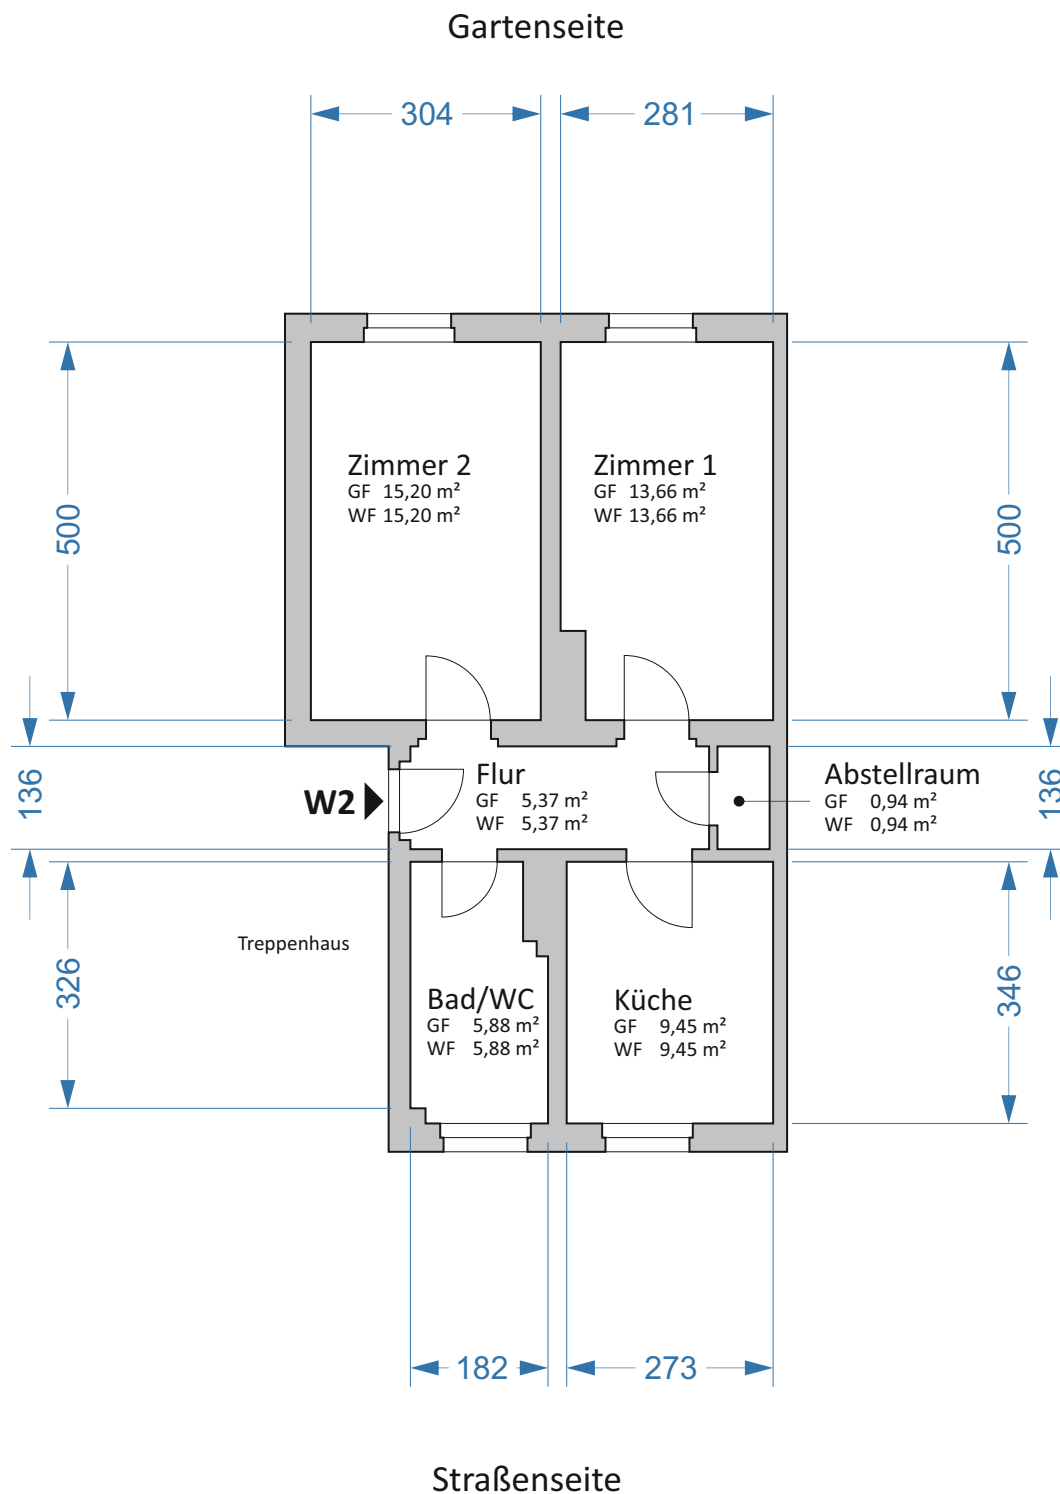 Gartenseite
304
281
500
500
Zimmer 2
GF 15,20 m²
WF 15,20 m²
Zimmer 1
GF 13,66 m²
WF 13,66 m²
136
136
W2
Flur
GF 5,37 m²
WF 5,37 m²
Abstellraum
GF 0,94 m²
WF 0,94 m²
Treppenhaus
326
346
Bad/WC
GF 5,88 m²
WF 5,88 m²
Küche
GF 9,45 m²
WF 9,45 m²
182
273
Straßenseite